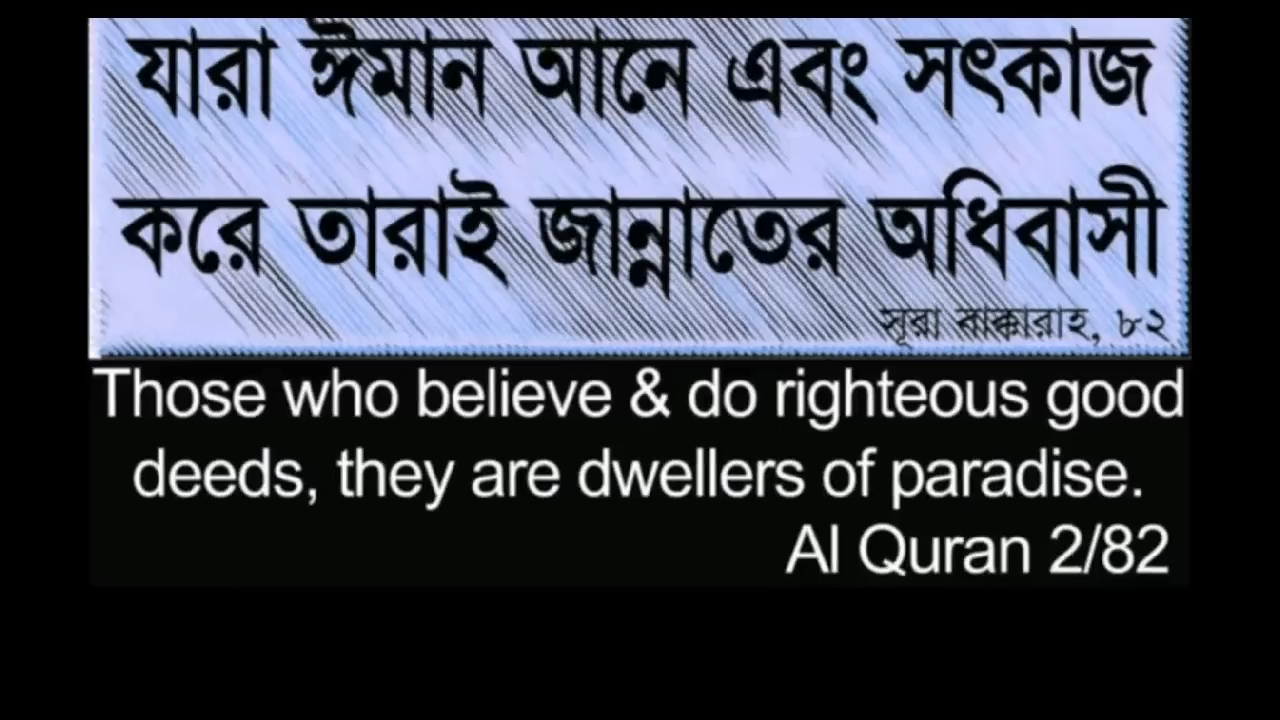 যারা ঈমান আনে এবং সৎকাজ
করে তারাই জান্নাতের অধিবাসী
সূরা বাক্কারাহ, ৮২
Those who believe & do righteous good
deeds, they are dwellers of paradise.
Al Quran 2/82